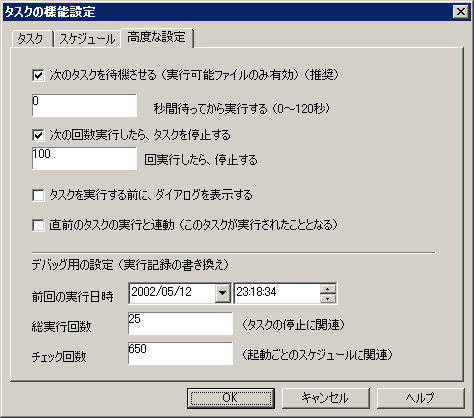 タスクの機能設定
タスク スケジュール 高度な設定
次のタスクを待機させる（実行可能ファイルのみ有効）（推奨）
0 秒間待ってから実行する（0～120秒）
次の回数実行したら、タスクを停止する
100 回実行したら、停止する
タスクを実行する前に、ダイアログを表示する
直前のタスクの実行と連動（このタスクが実行されたこととなる）
デバッグ用の設定（実行記録の書き換え）
前回の実行日時 2002/05/12 23:18:34
総実行回数 25 （タスクの停止に関連）
チェック回数 650 （起動ごとのスケジュールに関連）
OK キャンセル ヘルプ